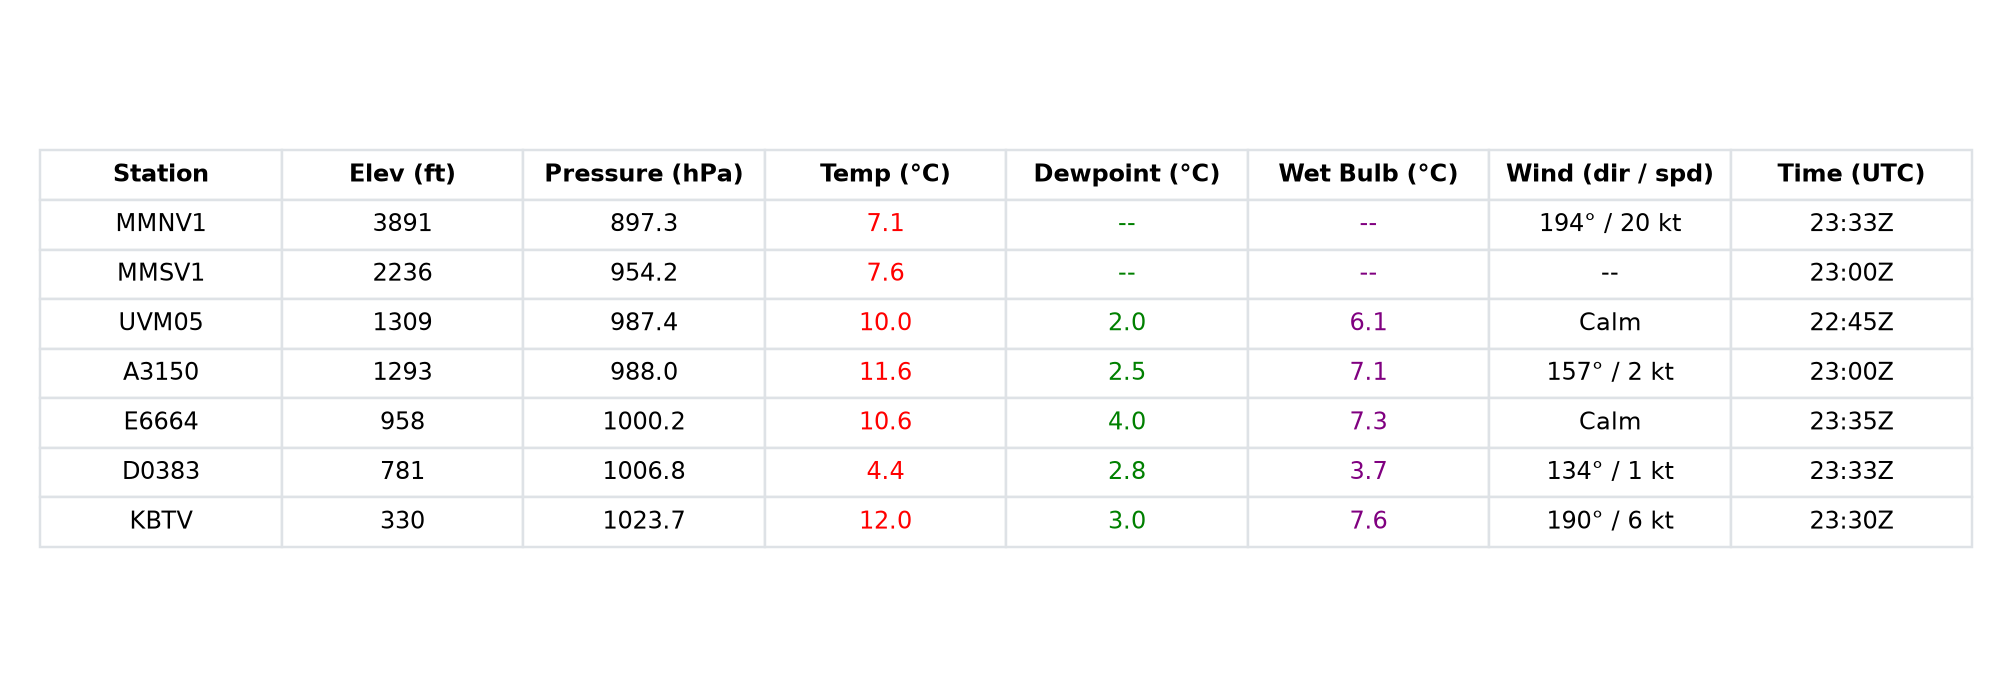 Station Elev (ft) Pressure (hPa) Temp (°C) Dewpoint (°C) Wet Bulb (°C) Wind (dir / spd) Time (UTC)
MMNV1 3891 897.3 7.1 -- -- 194° / 20 kt 23:33Z
MMSV1 2236 954.2 7.6 -- -- -- 23:00Z
UVM05 1309 987.4 10.0 2.0 6.1 Calm 22:45Z
A3150 1293 988.0 11.6 2.5 7.1 157° / 2 kt 23:00Z
E6664 958 1000.2 10.6 4.0 7.3 Calm 23:35Z
D0383 781 1006.8 4.4 2.8 3.7 134° / 1 kt 23:33Z
KBTV 330 1023.7 12.0 3.0 7.6 190° / 6 kt 23:30Z